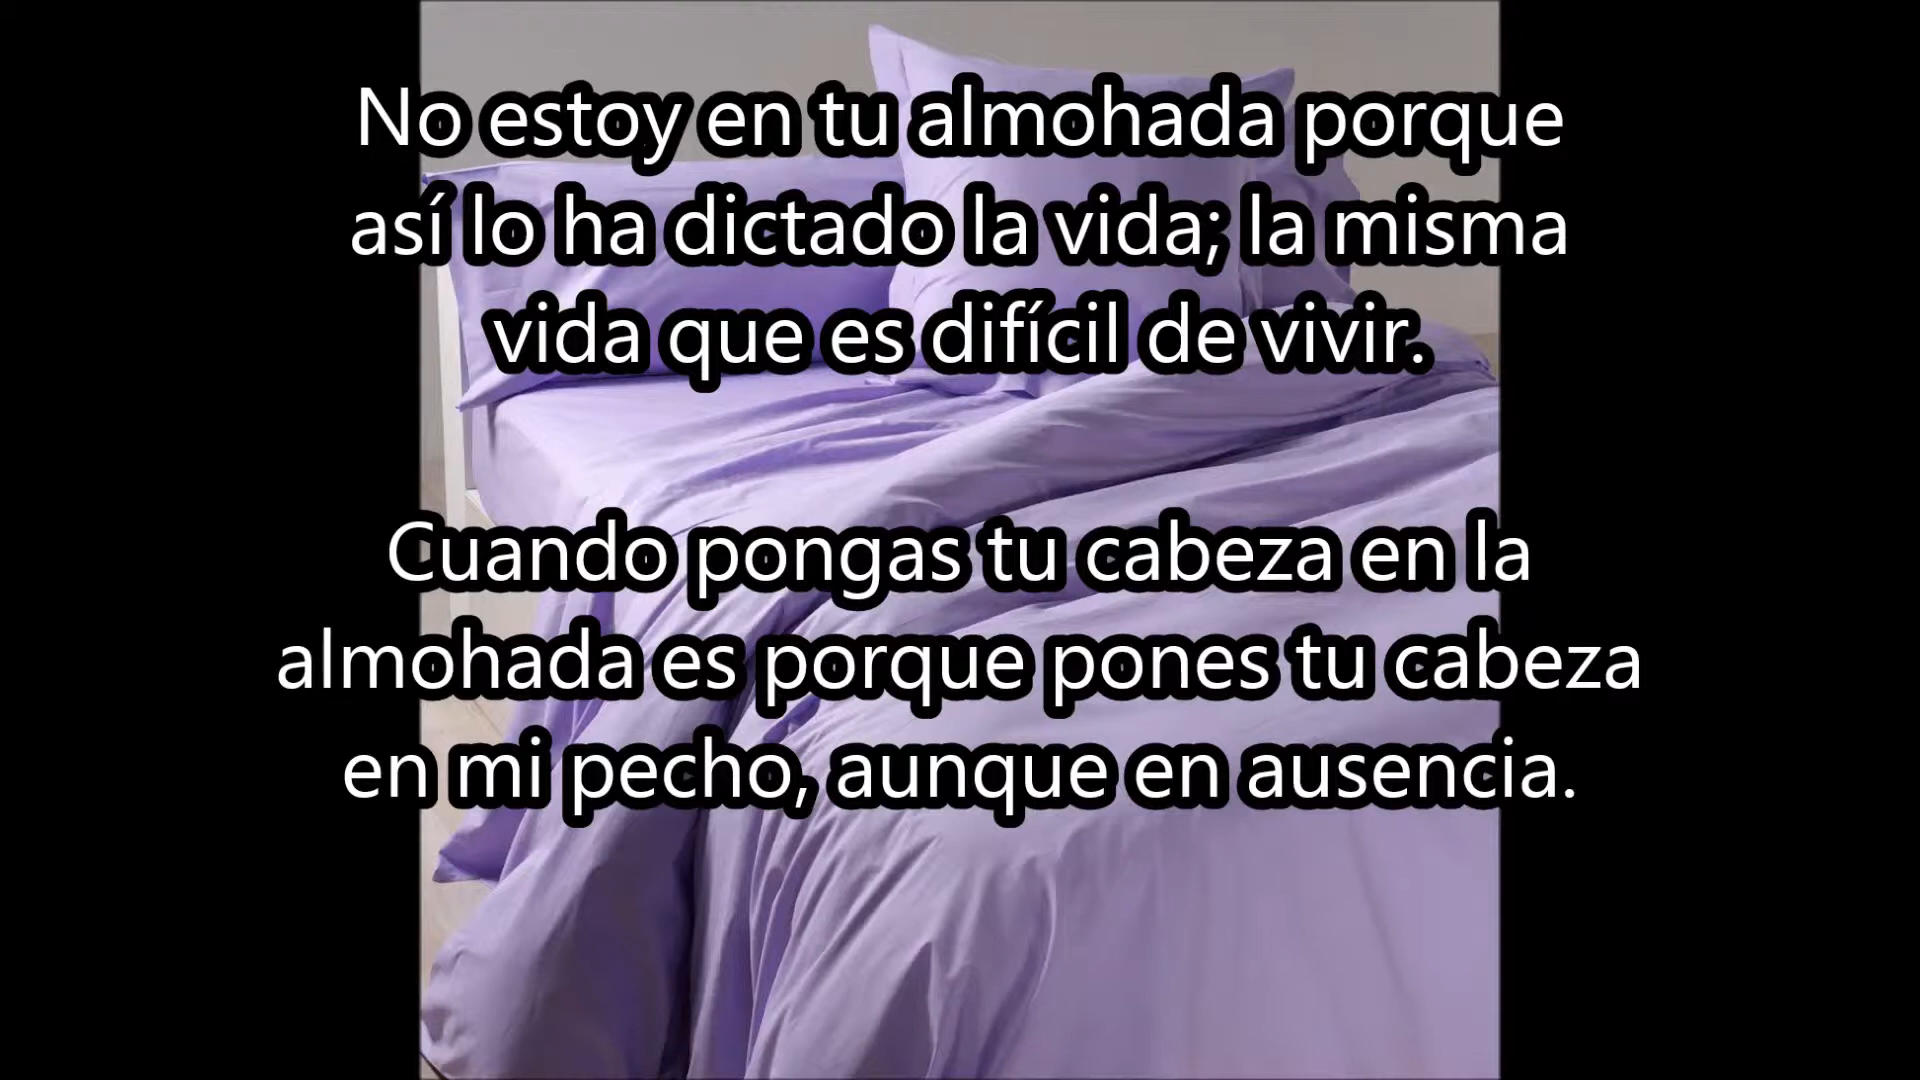 No estoy en tu almohada porque
así lo ha dictado la vida; la misma
vida que es difícil de vivir.
Cuando pongas tu cabeza en la
almohada es porque pones tu cabeza
en mi pecho, aunque en ausencia.